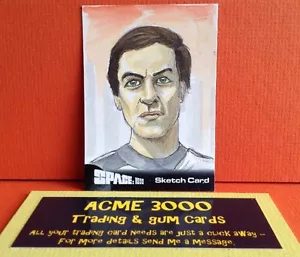 SPACE: 1999 Sketch Card
ACME 3000
Trading & Gum Cards
All your trading card needs are just a click away ...
For more details send me a message.